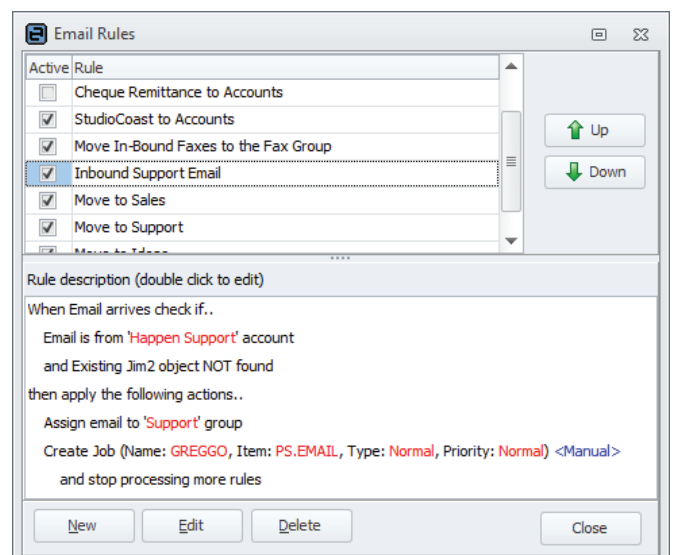 Email Rules
Active Rule
Cheque Remittance to Accounts
StudioCoast to Accounts
Move In-Bound Faxes to the Fax Group
Inbound Support Email
Move to Sales
Move to Support
Up
Down
Rule description (double click to edit)
When Email arrives check if..
Email is from 'Happen Support' account
and Existing Jim2 object NOT found
then apply the following actions..
Assign email to 'Support' group
Create Job (Name: GREGGO, Item: PS.EMAIL, Type: Normal, Priority: Normal) <Manual>
and stop processing more rules
New Edit Delete Close